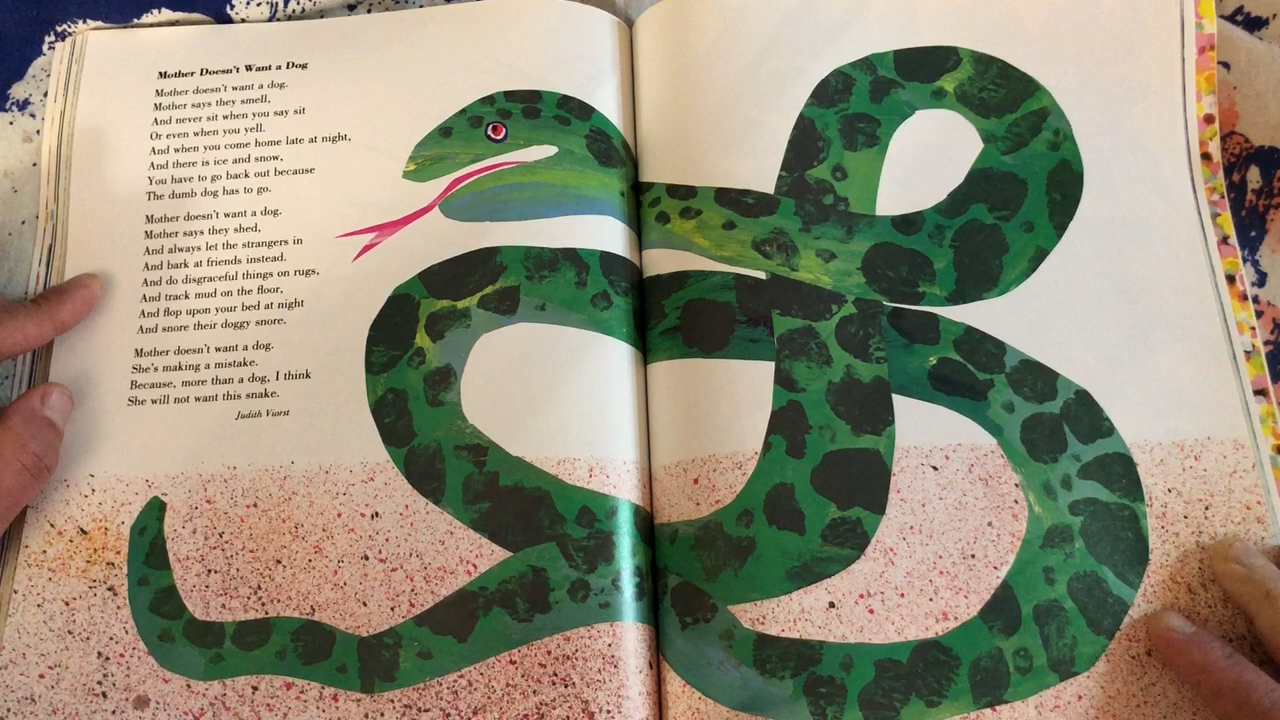 Mother Doesn't Want a Dog
Mother doesn't want a dog.
Mother says they smell,
And never sit when you say sit
Or even when you yell.
And when you come home late at night,
And there is ice and snow,
You have to go back out because
The dumb dog has to go.
Mother doesn't want a dog.
Mother says they shed,
And always let the strangers in
And bark at friends instead.
And do disgraceful things on rugs,
And track mud on the floor,
And flop upon your bed at night
And snore their doggy snore.
Mother doesn't want a dog.
She's making a mistake.
Because, more than a dog, I think
She will not want this snake.
Judith Viorst